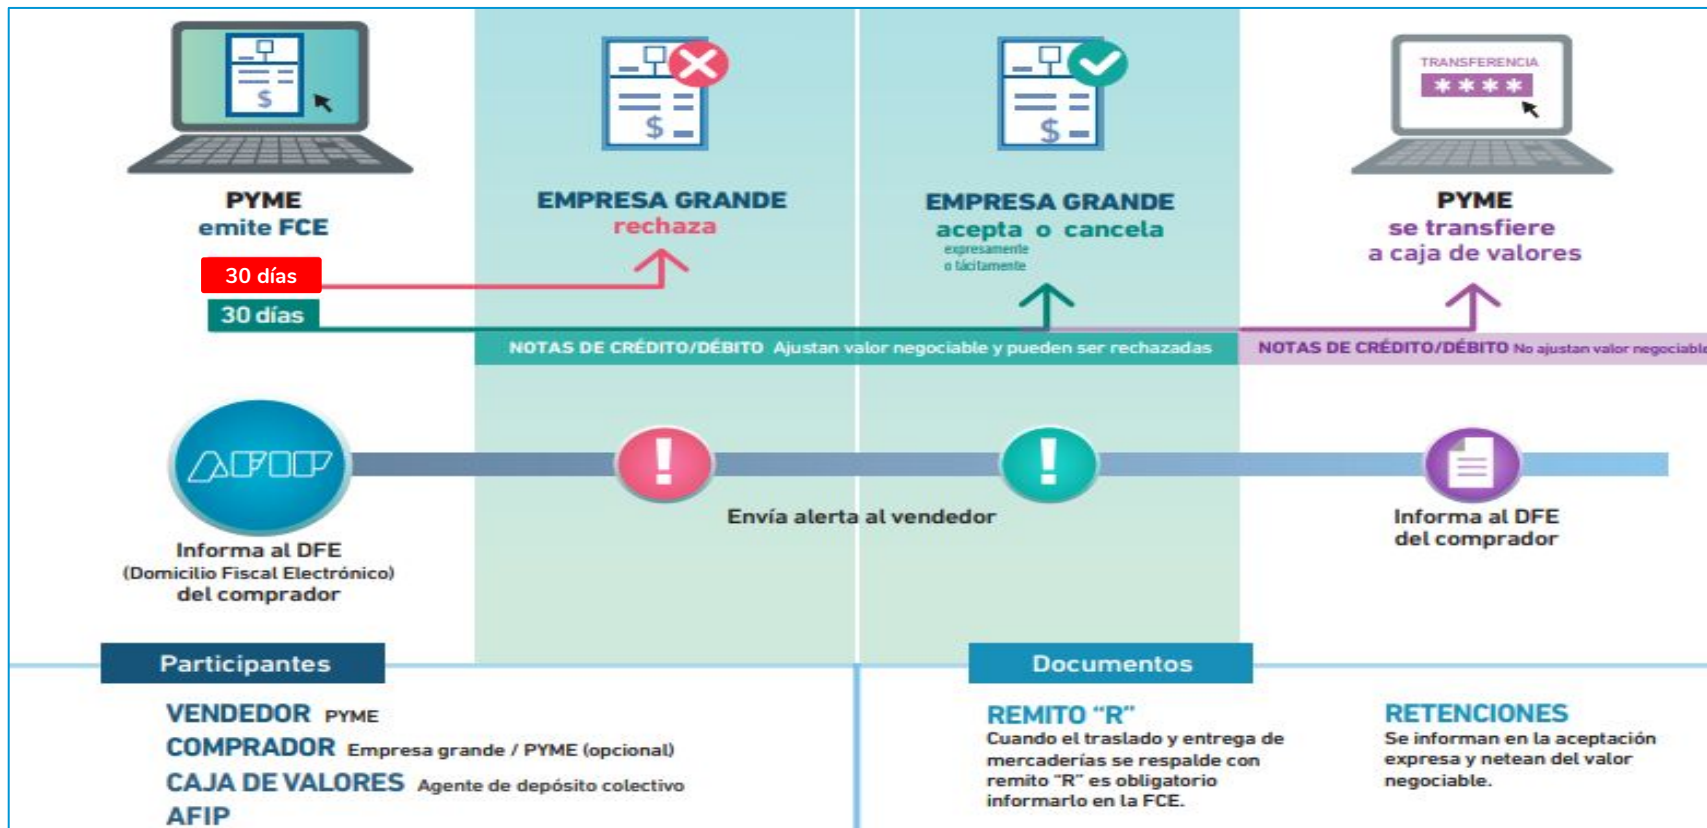 $
PYME
emite FCE
$
EMPRESA GRANDE
rechaza
$
EMPRESA GRANDE
acepta o cancela
expresamente
o tácitamente
TRANSFERENCIA
****
PYME
se transfiere
a caja de valores
30 días
30 días
NOTAS DE CRÉDITO/DÉBITO Ajustan valor negociable y pueden ser rechazadas
NOTAS DE CRÉDITO/DÉBITO No ajustan valor negociable
AFIP
!
!
Informa al DFE
(Domicilio Fiscal Electrónico)
del comprador
Envía alerta al vendedor
Informa al DFE
del comprador
Participantes
VENDEDOR PYME
COMPRADOR Empresa grande / PYME (opcional)
CAJA DE VALORES Agente de depósito colectivo
AFIP
Documentos
REMITO “R”
Cuando el traslado y entrega de
mercaderías se respalde con
remito “R” es obligatorio
informarlo en la FCE.
RETENCIONES
Se informan en la aceptación
expresa y netean del valor
negociable.